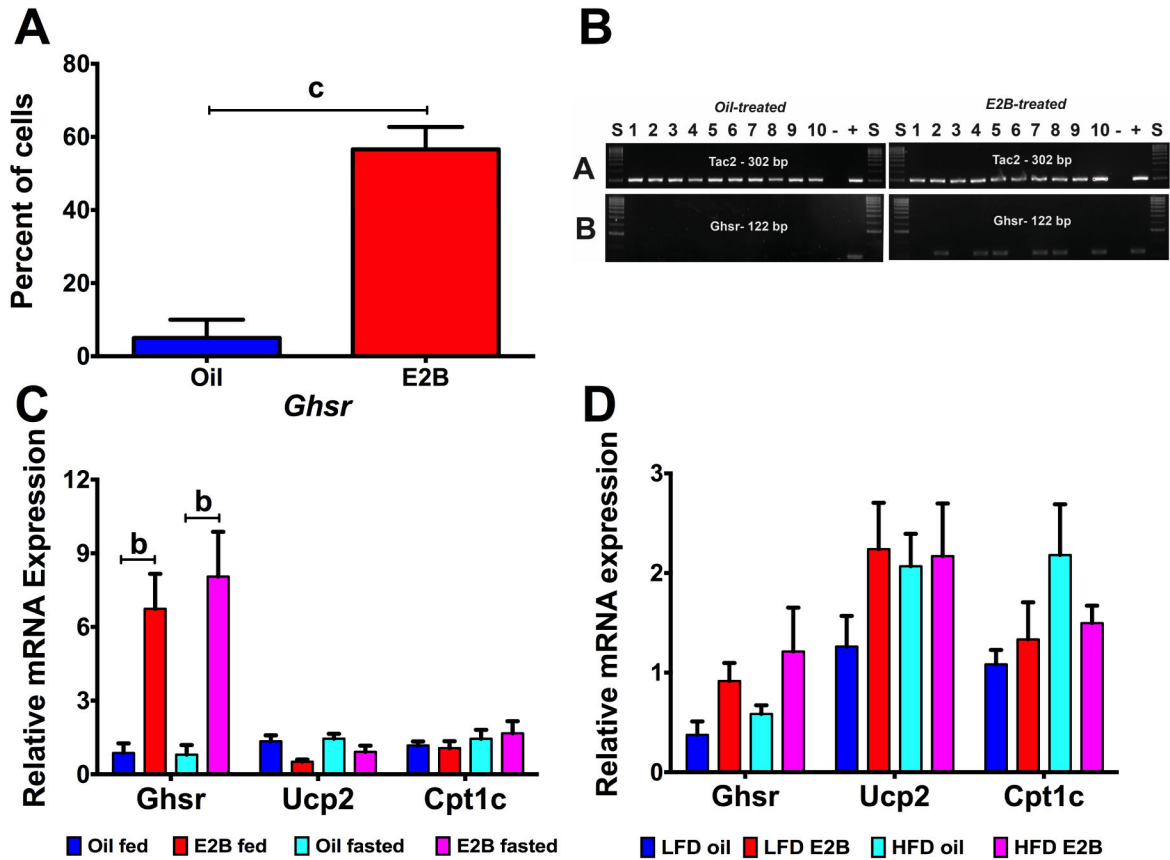 A
80
60
40
20
0
Percent of cells
c
Oil E2B
Ghsr
B
Oil-treated E2B-treated
S 1 2 3 4 5 6 7 8 9 10 - + S S 1 2 3 4 5 6 7 8 9 10 - + S
A Tac2 - 302 bp Tac2 - 302 bp
B Ghsr- 122 bp Ghsr- 122 bp
C
Relative mRNA Expression
12
9
6
3
0
b b
Ghsr Ucp2 Cpt1c
Oil fed E2B fed Oil fasted E2B fasted
D
Relative mRNA expression
3
2
1
0
Ghsr Ucp2 Cpt1c
LFD oil LFD E2B HFD oil HFD E2B